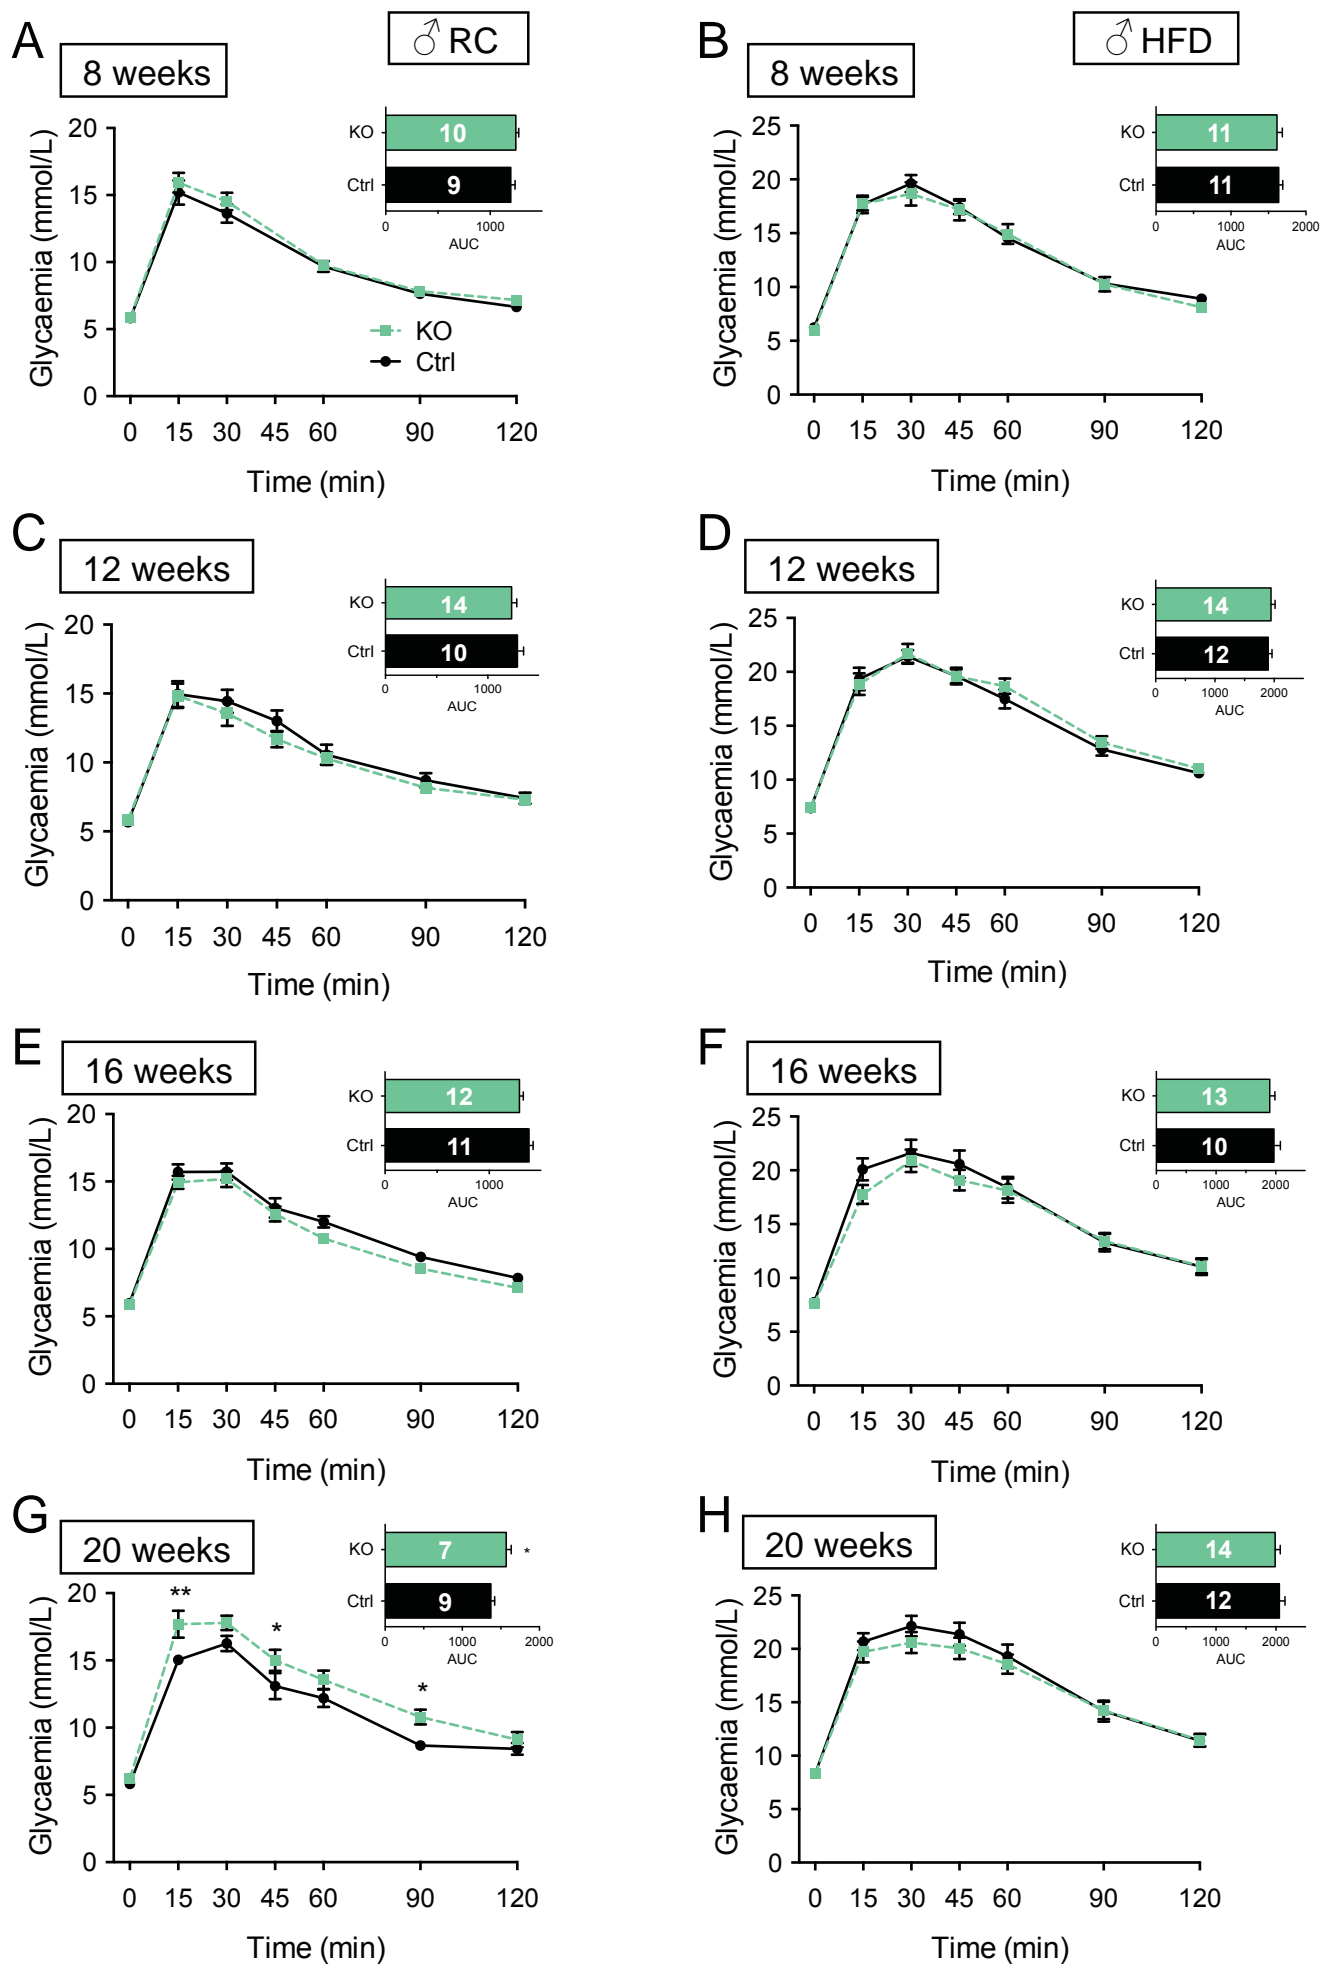 A
♂ RC
8 weeks
Glycaemia (mmol/L)
20
15
10
5
0
0 15 30 45 60 90 120
Time (min)
KO
Ctrl
KO 10
Ctrl 9
0 1000
AUC
B
♂ HFD
8 weeks
Glycaemia (mmol/L)
25
20
15
10
5
0
0 15 30 45 60 90 120
Time (min)
KO 11
Ctrl 11
0 1000 2000
AUC
C
12 weeks
Glycaemia (mmol/L)
20
15
10
5
0
0 15 30 45 60 90 120
Time (min)
KO 14
Ctrl 10
0 1000
AUC
D
12 weeks
Glycaemia (mmol/L)
25
20
15
10
5
0
0 15 30 45 60 90 120
Time (min)
KO 14
Ctrl 12
0 1000 2000
AUC
E
16 weeks
Glycaemia (mmol/L)
20
15
10
5
0
0 15 30 45 60 90 120
Time (min)
KO 12
Ctrl 11
0 1000
AUC
F
16 weeks
Glycaemia (mmol/L)
25
20
15
10
5
0
0 15 30 45 60 90 120
Time (min)
KO 13
Ctrl 10
0 1000 2000
AUC
G
20 weeks
Glycaemia (mmol/L)
20
15
10
5
0
** * *
0 15 30 45 60 90 120
Time (min)
KO 7 *
Ctrl 9
0 1000 2000
AUC
H
20 weeks
Glycaemia (mmol/L)
25
20
15
10
5
0
0 15 30 45 60 90 120
Time (min)
KO 14
Ctrl 12
0 1000 2000
AUC